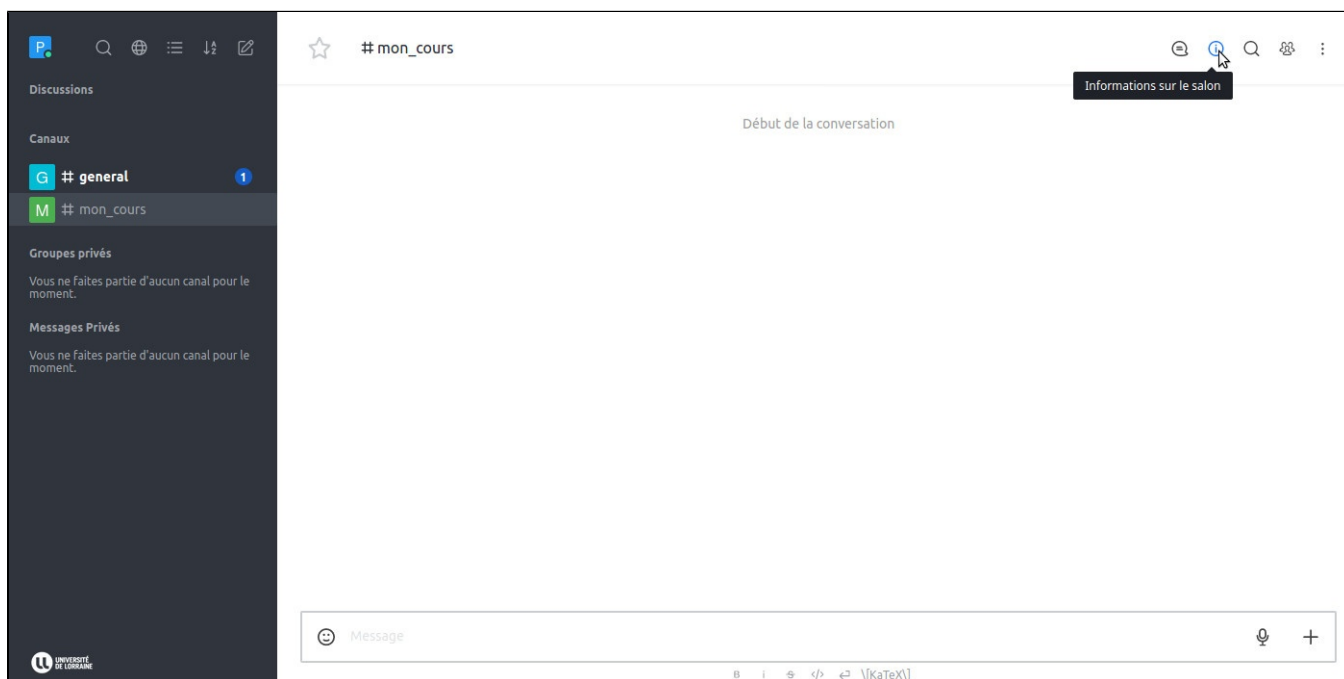 P
# mon_cours
Informations sur le salon
Discussions
Début de la conversation
Canaux
G # general 1
M # mon_cours
Groupes privés
Vous ne faites partie d'aucun canal pour le
moment.
Messages Privés
Vous ne faites partie d'aucun canal pour le
moment.
Message
UNIVERSITÉ
DE LORRAINE
B i S </> \[KaTeX\]